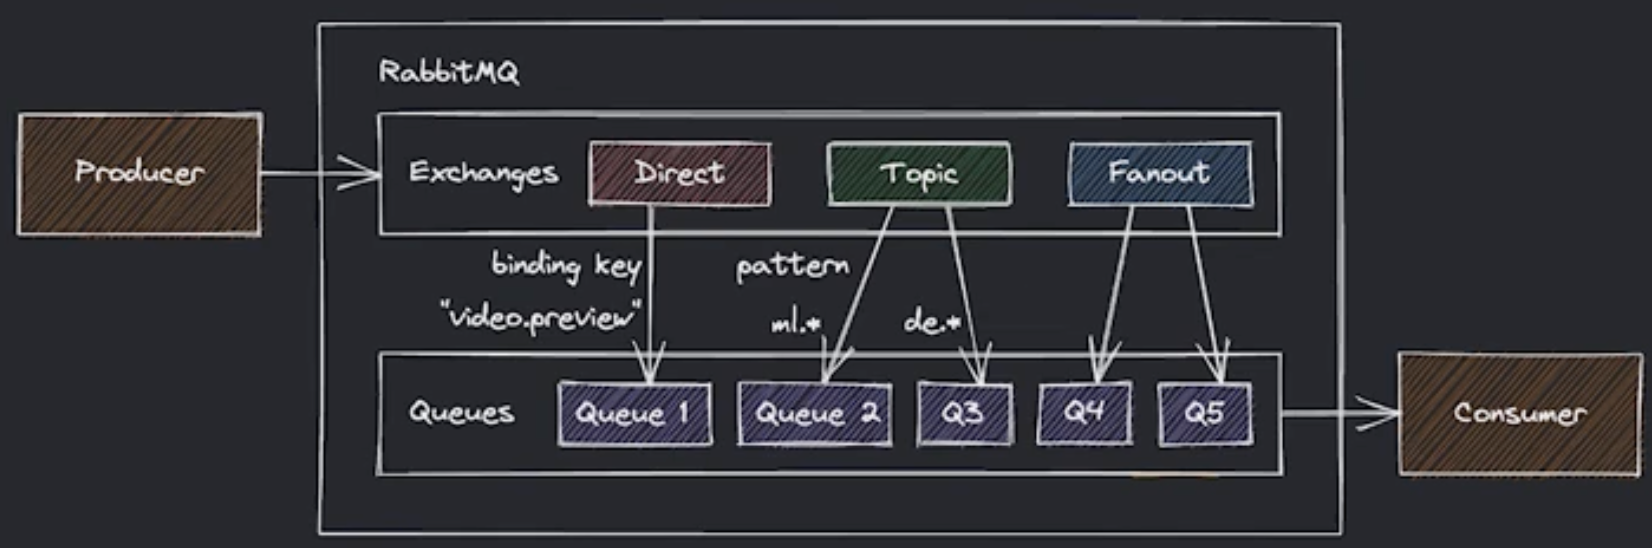 RabbitMQ
Producer
Exchanges
Direct
Topic
Fanout
binding key
"video.preview"
pattern
ml.*
de.*
Queues
Queue 1
Queue 2
Q3
Q4
Q5
Consumer